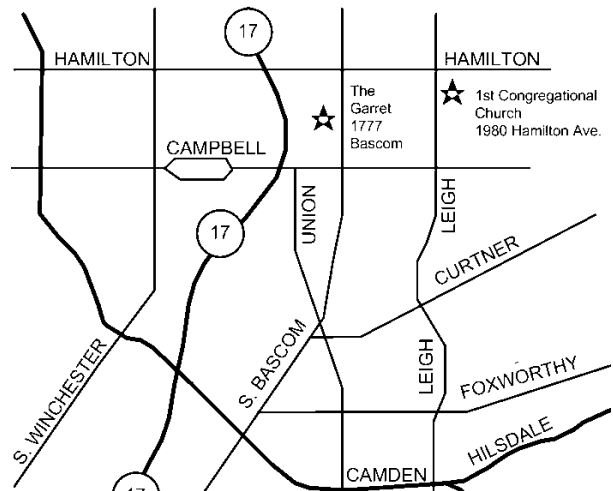 17
HAMILTON
HAMILTON
The
Garret
1777
Bascom
1st Congregational
Church
1980 Hamilton Ave.
CAMPBELL
UNION
LEIGH
17
CURTNER
S. WINCHESTER
S. BASCOM
LEIGH
FOXWORTHY
HILSDALE
CAMDEN
17